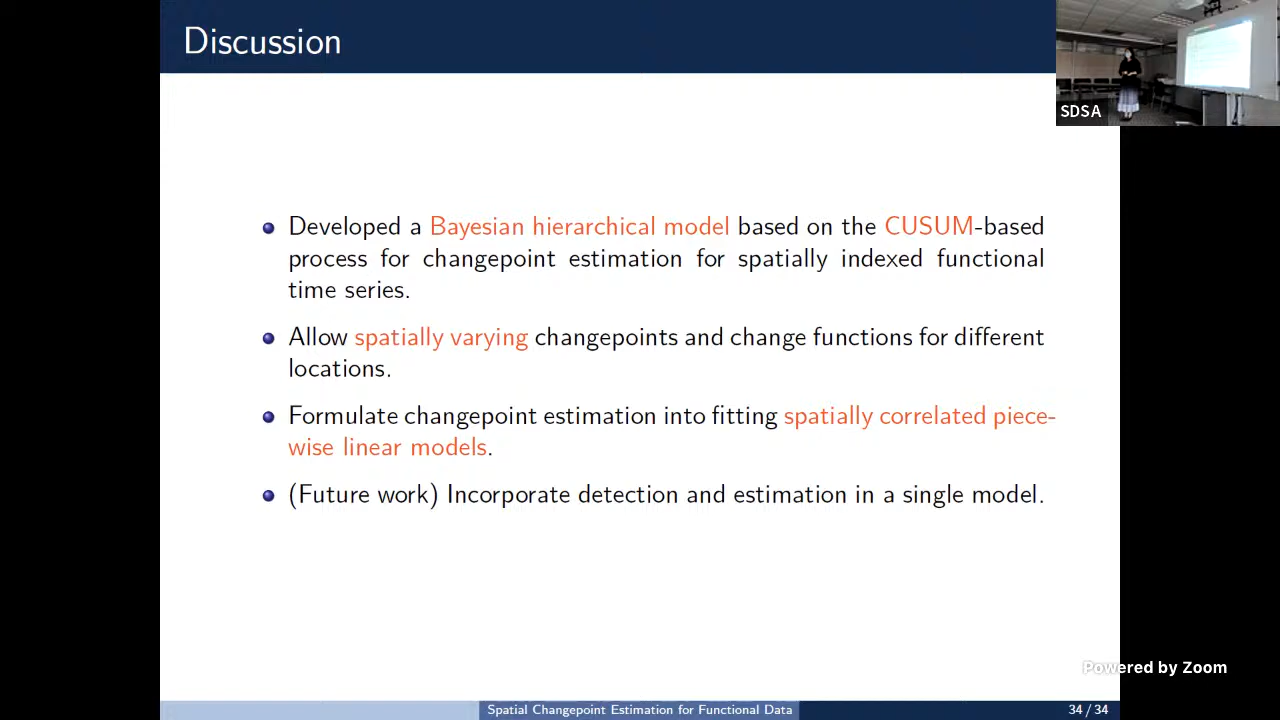 Discussion
SDSA
Developed a Bayesian hierarchical model based on the CUSUM-based
process for changepoint estimation for spatially indexed functional
time series.
Allow spatially varying changepoints and change functions for different
locations.
Formulate changepoint estimation into fitting spatially correlated piece-
wise linear models.
(Future work) Incorporate detection and estimation in a single model.
Powered by Zoom
Spatial Changepoint Estimation for Functional Data
34 / 34